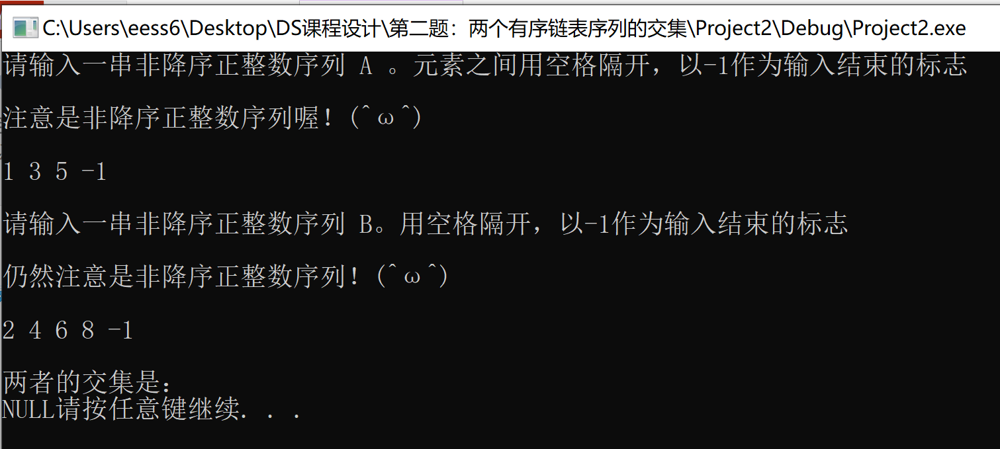 C:\Users\eess6\Desktop\DS课程设计\第二题：两个有序链表序列的交集\Project2\Debug\Project2.exe
请输入一串非降序正整数序列 A 。元素之间用空格隔开，以-1作为输入结束的标志
注意是非降序正整数序列喔！(^ω^)
1 3 5 -1
请输入一串非降序正整数序列 B。用空格隔开，以-1作为输入结束的标志
仍然注意是非降序正整数序列！(^ω^)
2 4 6 8 -1
两者的交集是：
NULL请按任意键继续. . .